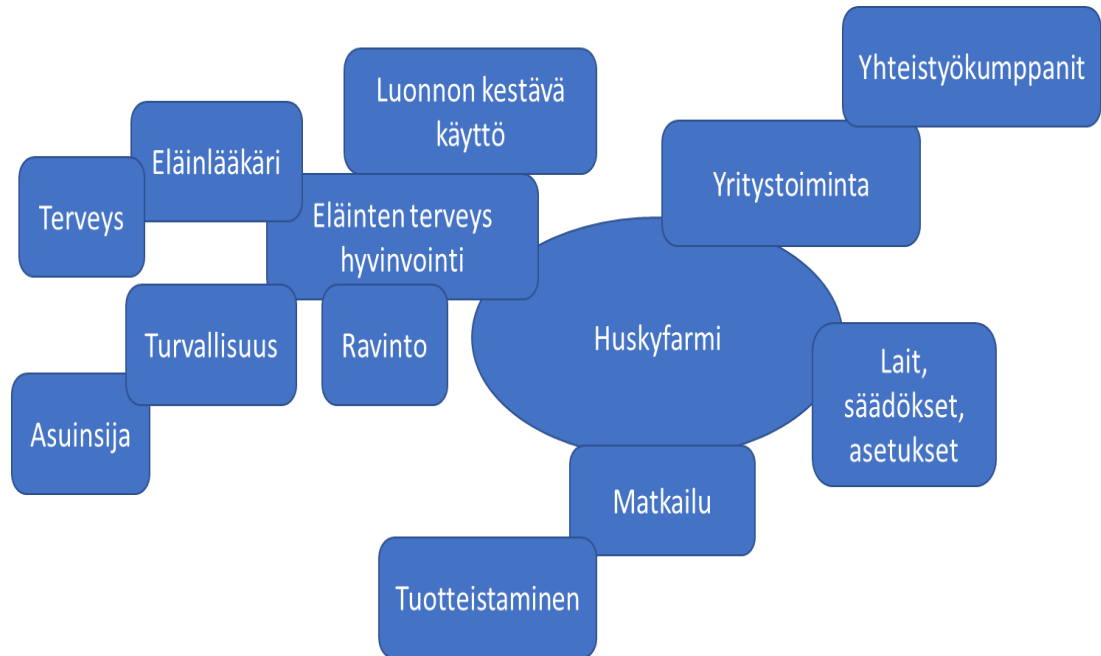 Yhteistyökumppanit
Luonnon kestävä
käyttö
Eläinlääkäri
Yritystoiminta
Terveys
Eläinten terveys
hyvinvointi
Turvallisuus
Ravinto
Huskyfarmi
Lait,
säädökset,
asetukset
Asuinsija
Matkailu
Tuotteistaminen